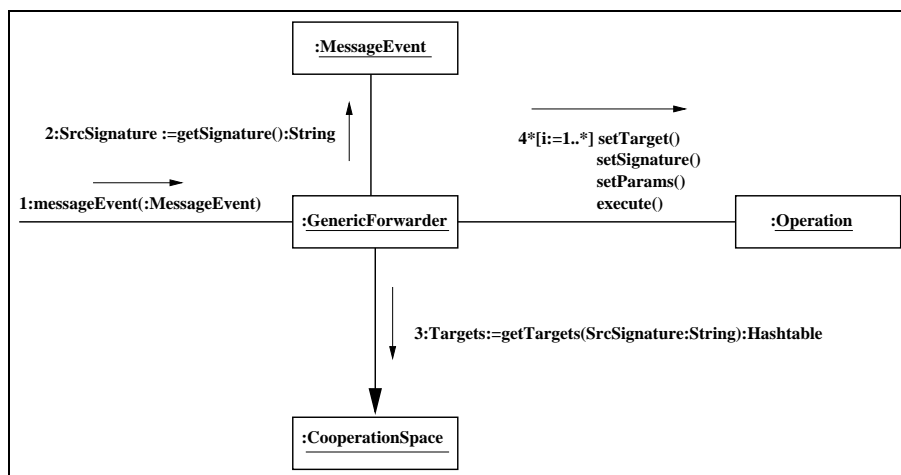 :MessageEvent
2:SrcSignature :=getSignature():String
4*[i:=1..*] setTarget()
setSignature()
setParams()
execute()
1:messageEvent(:MessageEvent)
:GenericForwarder
:Operation
3:Targets:=getTargets(SrcSignature:String):Hashtable
:CooperationSpace